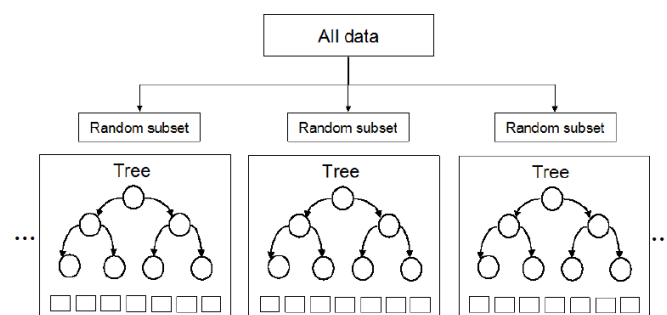 All data
Random subset
Random subset
Random subset
Tree
Tree
Tree
...
...